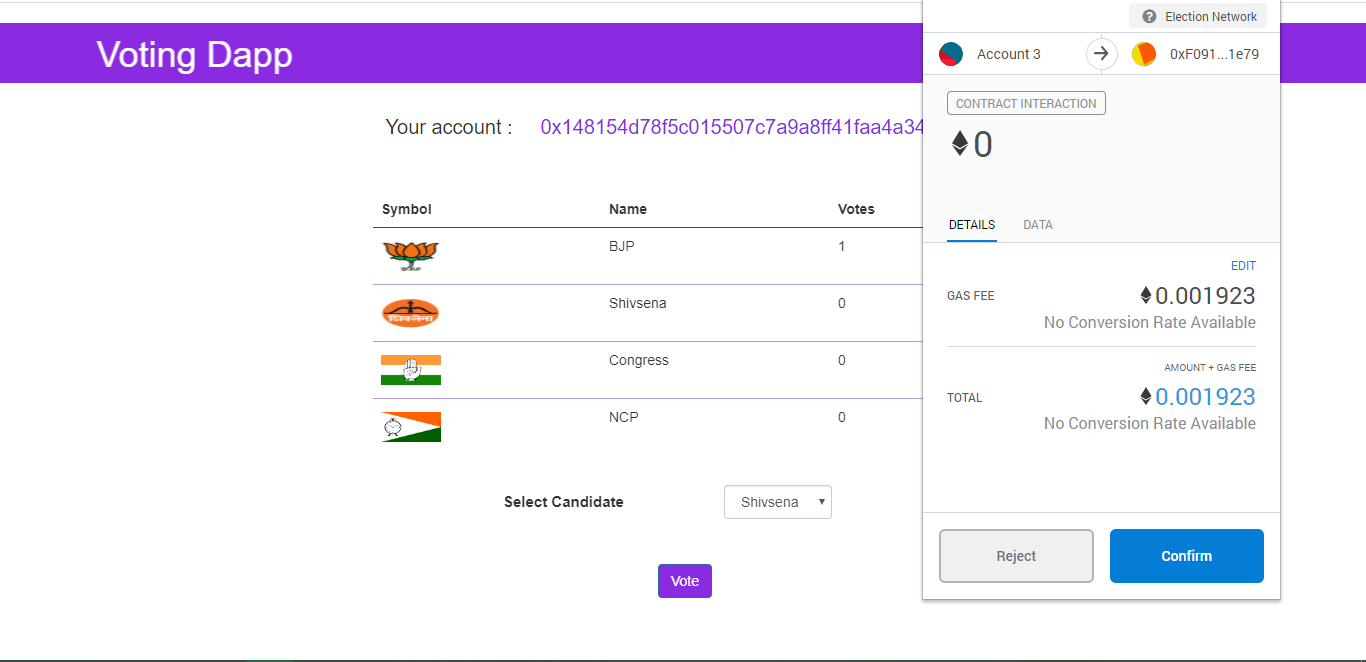 Voting Dapp
Your account : 0x148154d78f5c015507c7a9a8ff41faa4a34
Symbol Name Votes
BJP 1
Shivsena 0
Congress 0
NCP 0
Select Candidate Shivsena
Vote
Election Network
Account 3 0xF091...1e79
CONTRACT INTERACTION
0
DETAILS DATA
EDIT
GAS FEE 0.001923
No Conversion Rate Available
AMOUNT + GAS FEE
TOTAL 0.001923
No Conversion Rate Available
Reject Confirm